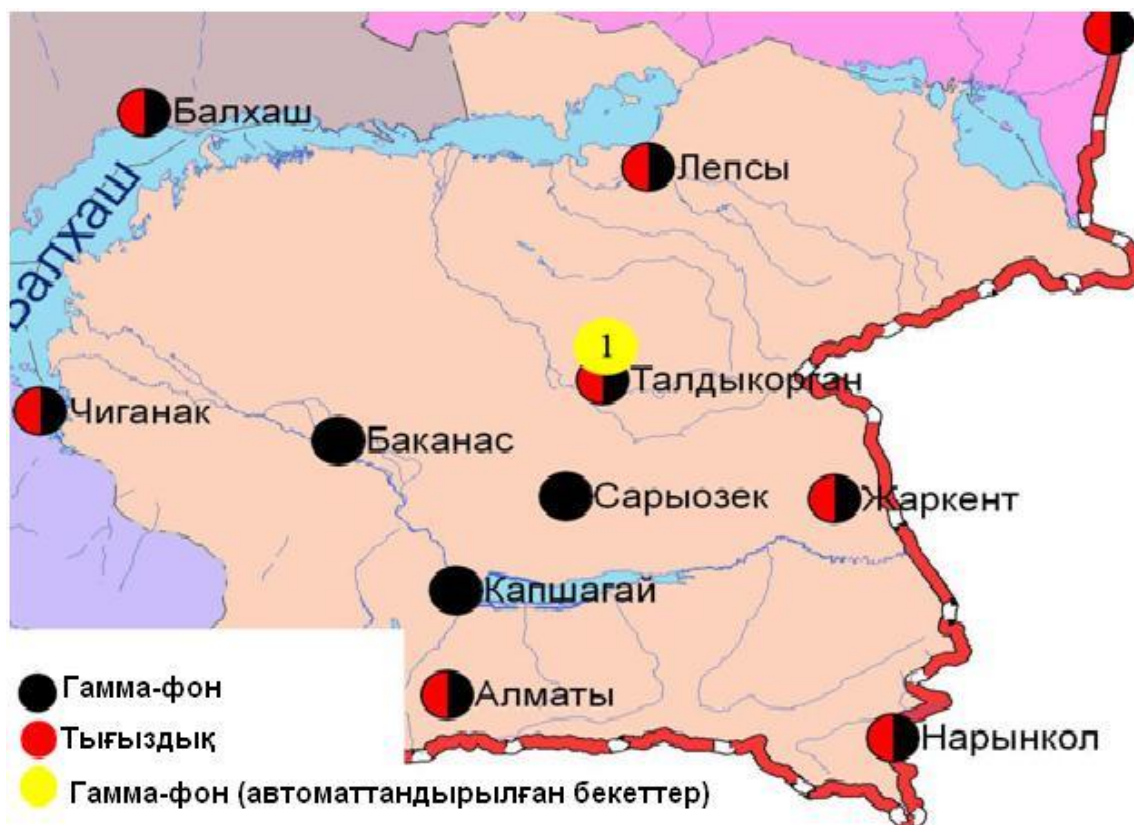 Балхаш
Лепсы
Балхаш
1
Талдыкорган
Чиганак
Баканас
Сарыозек
Жаркент
Капшагай
Алматы
Нарынкол
Гамма-фон
Тығыздық
Гамма-фон (автоматтандырылған бекеттер)